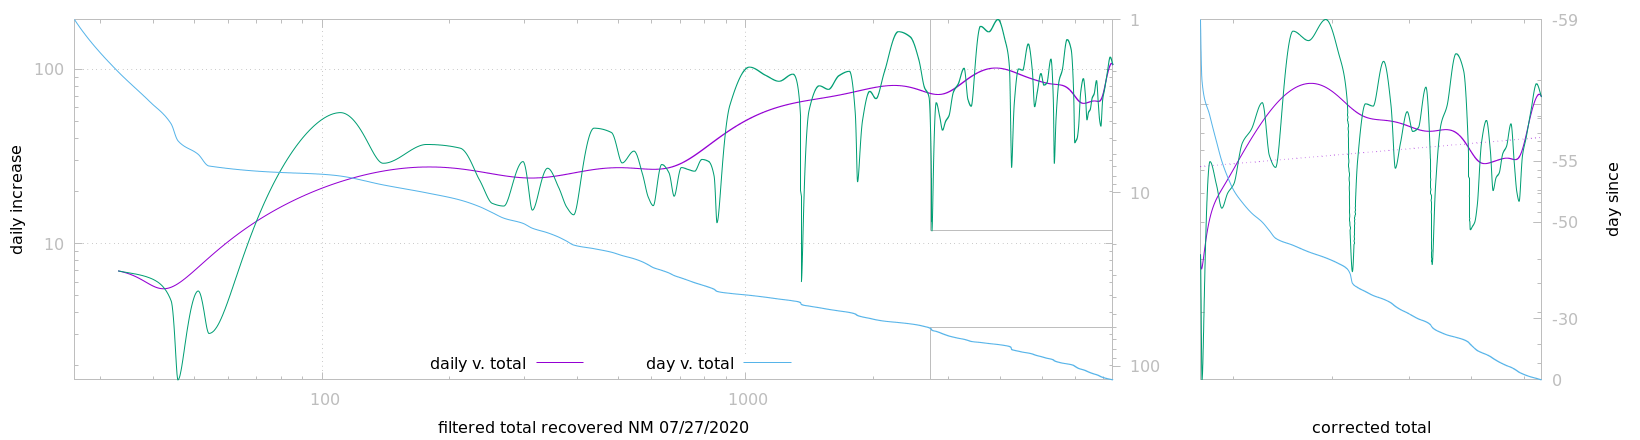 1
-59
100
daily increase
-55
10
day since
-50
10
-30
daily v. total
day v. total
100
0
100
1000
filtered total recovered NM 07/27/2020
corrected total